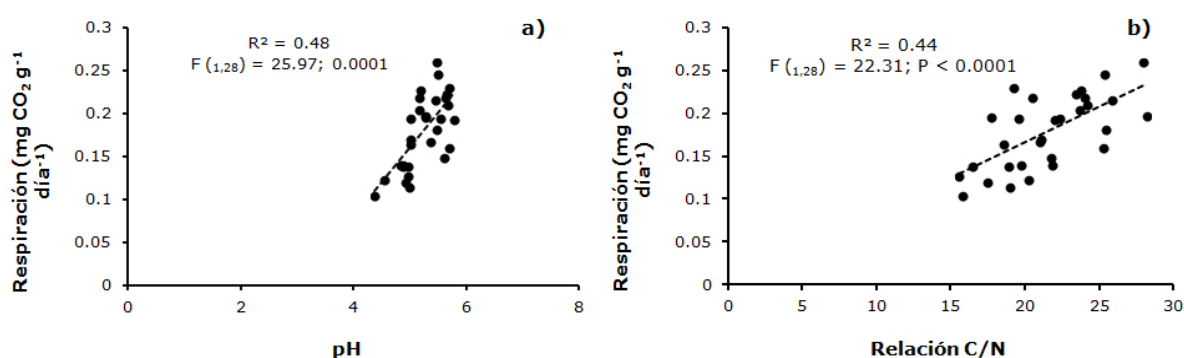 a)
R² = 0.48
F (1,28) = 25.97; 0.0001
Respiración (mg CO₂ g⁻¹
día⁻¹)
0.3
0.25
0.2
0.15
0.1
0.05
0
0
2
4
6
8
pH
b)
R² = 0.44
F (1,28) = 22.31; P < 0.0001
Respiración (mg CO₂ g⁻¹
día⁻¹)
0.3
0.25
0.2
0.15
0.1
0.05
0
0
5
10
15
20
25
30
Relación C/N